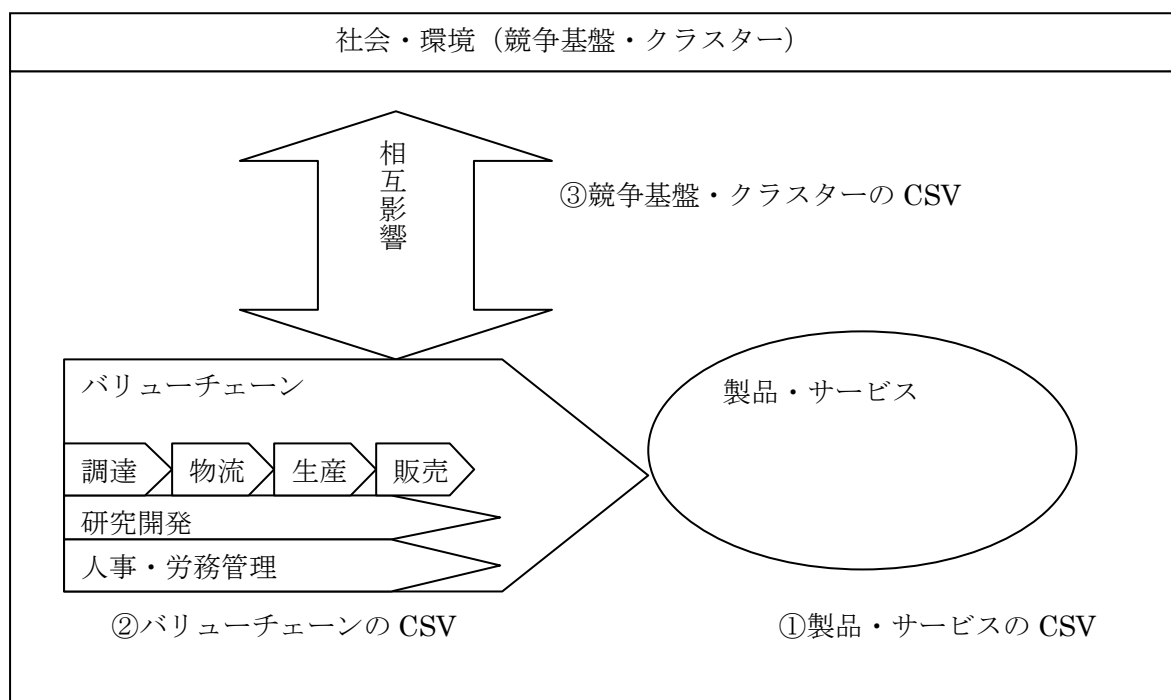 社会・環境（競争基盤・クラスター）
相互影響
③競争基盤・クラスターの CSV
バリューチェーン
製品・サービス
調達
物流
生産
販売
研究開発
人事・労務管理
②バリューチェーンの CSV
①製品・サービスの CSV